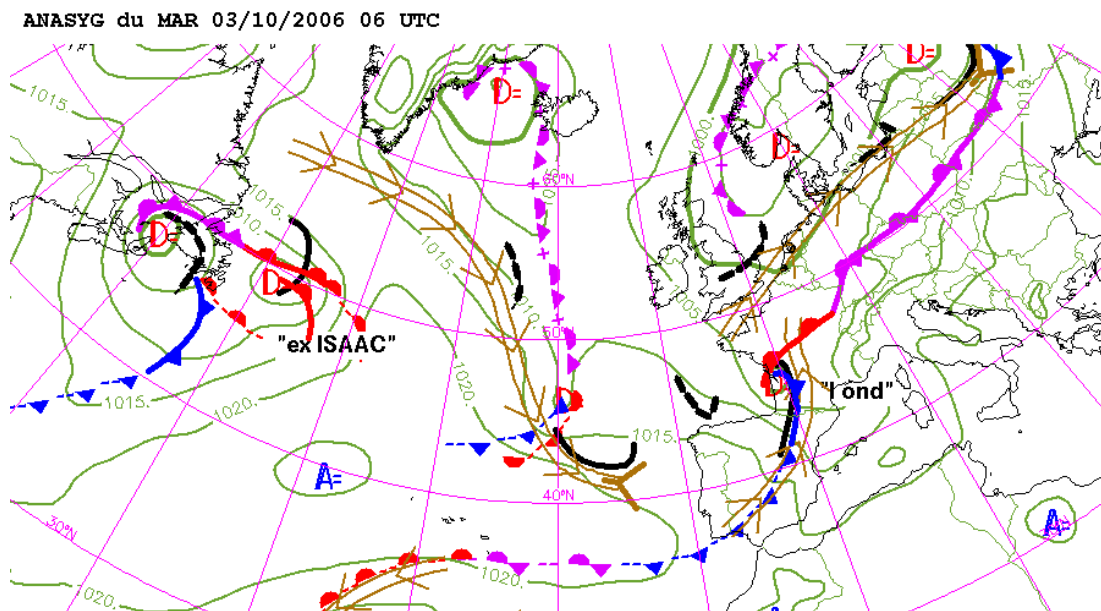 ANASYG du MAR 03/10/2006 06 UTC
D=
D=
1015.
1015.
D=
60°N
1015.
1010.
D=
1015.
D
1005.
50°N
"ex ISAAC"
1020.
D
D
"l'ond"
1015.
1020.
1015.
A=
40°N
A=
30°N
1020.
1020.